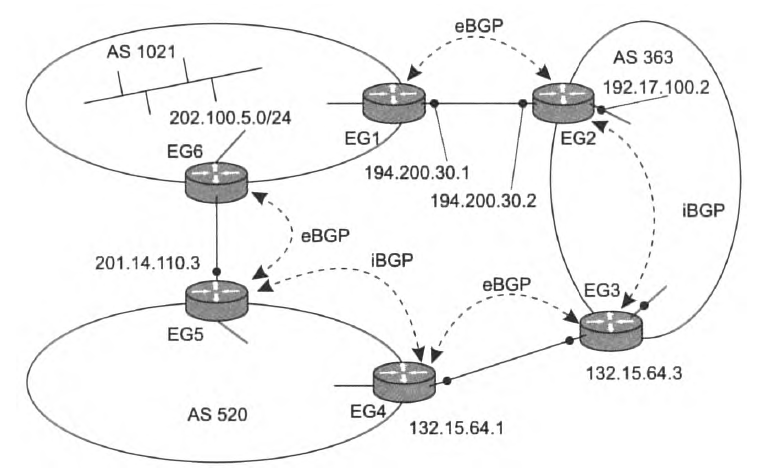 eBGP
AS 1021
AS 363
192.17.100.2
202.100.5.0/24
EG1
EG2
EG6
194.200.30.1
194.200.30.2
iBGP
eBGP
201.14.110.3
iBGP
eBGP
EG3
EG5
132.15.64.3
EG4
AS 520
132.15.64.1